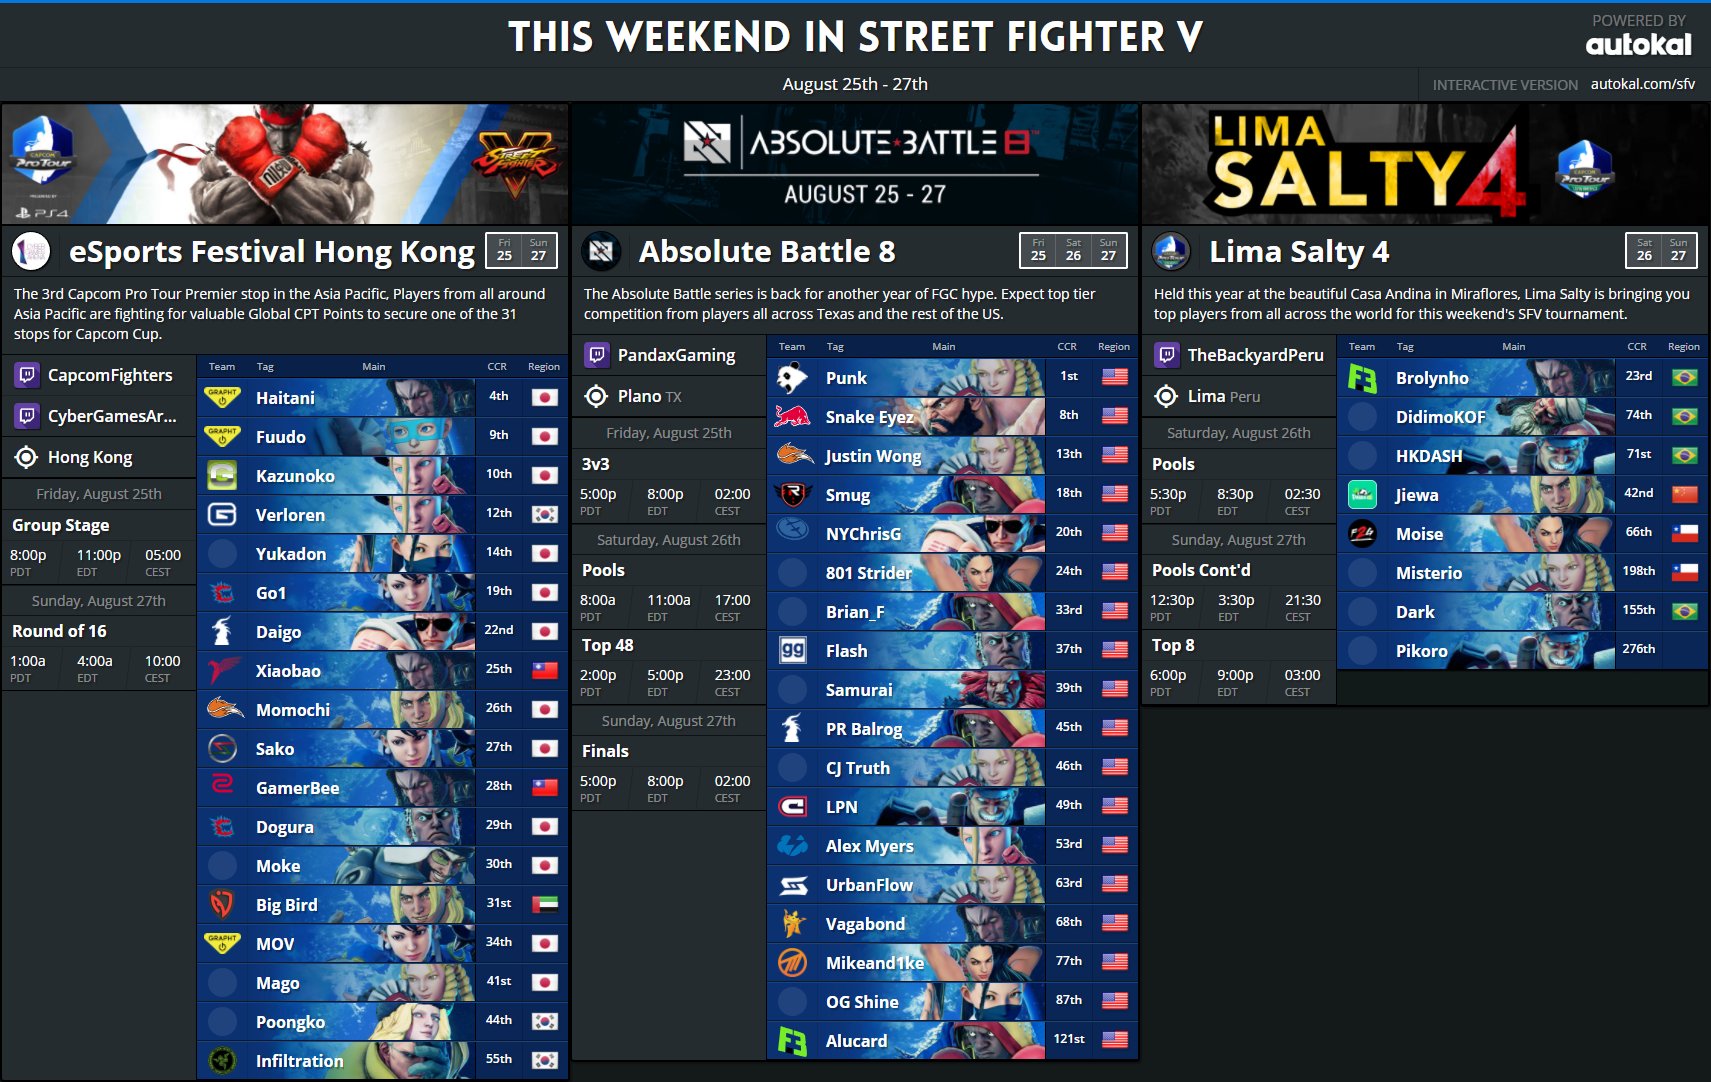 THIS WEEKEND IN STREET FIGHTER V
POWERED BY
autokal
August 25th - 27th
INTERACTIVE VERSION autokal.com/sfv
CAPCOM
Pro Tour
PRESENTED BY
PS4
STREET FIGHTER V
eSports Festival Hong Kong
Fri 25
Sun 27
The 3rd Capcom Pro Tour Premier stop in the Asia Pacific, Players from all around
Asia Pacific are fighting for valuable Global CPT Points to secure one of the 31
stops for Capcom Cup.
CapcomFighters
CyberGamesAr...
Hong Kong
Friday, August 25th
Group Stage
8:00p PDT
11:00p EDT
05:00 CEST
Sunday, August 27th
Round of 16
1:00a PDT
4:00a EDT
10:00 CEST
Team Tag Main CCR Region
GRAPHT Haitani 4th
GRAPHT Fuudo 9th
Kazunoko 10th
Verloren 12th
Yukadon 14th
Go1 19th
Daigo 22nd
Xiaobao 25th
Momochi 26th
Sako 27th
GamerBee 28th
Dogura 29th
Moke 30th
Big Bird 31st
GRAPHT MOV 34th
Mago 41st
Poongko 44th
Infiltration 55th
ABSOLUTE BATTLE 8
AUGUST 25 - 27
Absolute Battle 8
Fri 25
Sat 26
Sun 27
The Absolute Battle series is back for another year of FGC hype. Expect top tier
competition from players all across Texas and the rest of the US.
PandaxGaming
Plano TX
Friday, August 25th
3v3
5:00p PDT
8:00p EDT
02:00 CEST
Saturday, August 26th
Pools
8:00a PDT
11:00a EDT
17:00 CEST
Top 48
2:00p PDT
5:00p EDT
23:00 CEST
Sunday, August 27th
Finals
5:00p PDT
8:00p EDT
02:00 CEST
Team Tag Main CCR Region
Punk 1st
Snake Eyez 8th
Justin Wong 13th
Smug 18th
NYChrisG 20th
801 Strider 24th
Brian_F 33rd
gg Flash 37th
Samurai 39th
PR Balrog 45th
CJ Truth 46th
LPN 49th
Alex Myers 53rd
UrbanFlow 63rd
Vagabond 68th
Mikeand1ke 77th
OG Shine 87th
Alucard 121st
LIMA
SALTY 4
CAPCOM
Pro Tour
Lima Salty 4
Sat 26
Sun 27
Held this year at the beautiful Casa Andina in Miraflores, Lima Salty is bringing you
top players from all across the world for this weekend's SFV tournament.
TheBackyardPeru
Lima Peru
Saturday, August 26th
Pools
5:30p PDT
8:30p EDT
02:30 CEST
Sunday, August 27th
Pools Cont'd
12:30p PDT
3:30p EDT
21:30 CEST
Top 8
6:00p PDT
9:00p EDT
03:00 CEST
Team Tag Main CCR Region
Brolynho 23rd
DidimoKOF 74th
HKDASH 71st
Jiewa 42nd
Moise 66th
Misterio 198th
Dark 155th
Pikoro 276th